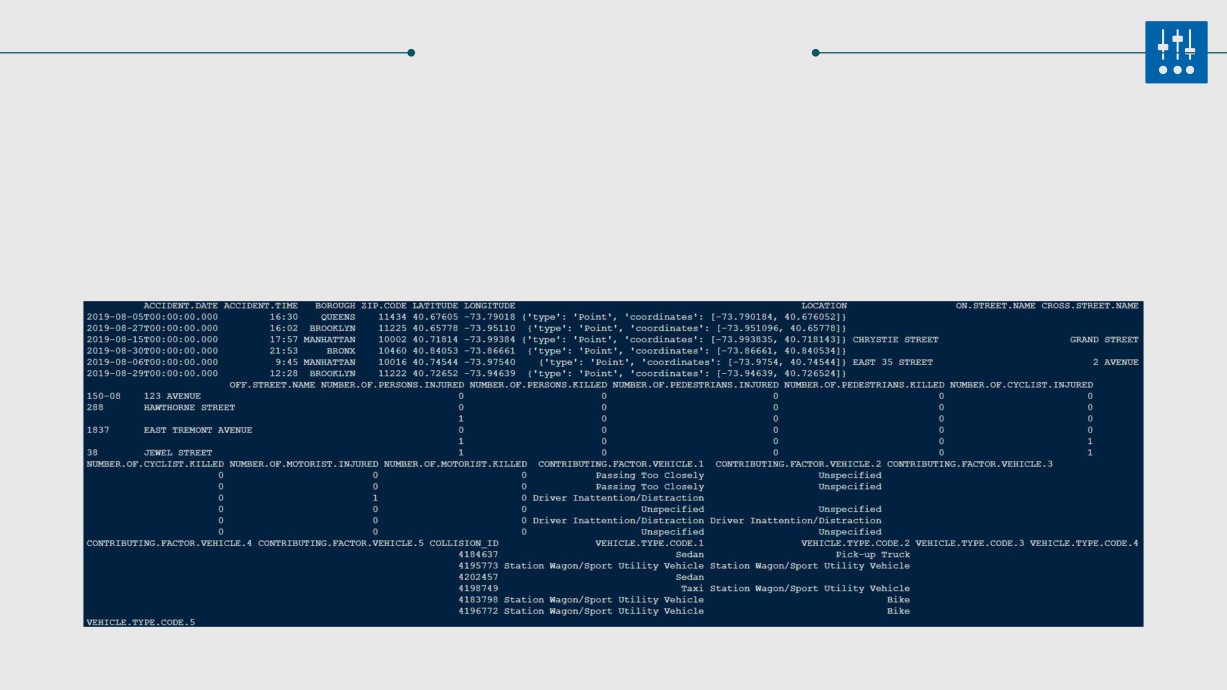 ACCIDENT.DATE ACCIDENT.TIME BOROUGH ZIP.CODE LATITUDE LONGITUDE LOCATION ON.STREET.NAME CROSS.STREET.NAME
2019-08-05T00:00:00.000 16:30 QUEENS 11434 40.67605 -73.79018 {'type': 'Point', 'coordinates': [-73.790184, 40.676052]}
2019-08-27T00:00:00.000 16:02 BROOKLYN 11225 40.65778 -73.95110 {'type': 'Point', 'coordinates': [-73.951096, 40.65778]}
2019-08-15T00:00:00.000 17:57 MANHATTAN 10002 40.71814 -73.99384 {'type': 'Point', 'coordinates': [-73.993835, 40.718143]} CHRYSTIE STREET GRAND STREET
2019-08-30T00:00:00.000 21:53 BRONX 10460 40.84053 -73.86661 {'type': 'Point', 'coordinates': [-73.86661, 40.840534]}
2019-08-06T00:00:00.000 9:45 MANHATTAN 10016 40.74544 -73.97540 {'type': 'Point', 'coordinates': [-73.9754, 40.74544]} EAST 35 STREET 2 AVENUE
2019-08-29T00:00:00.000 12:28 BROOKLYN 11222 40.72652 -73.94639 {'type': 'Point', 'coordinates': [-73.94639, 40.726524]}
OFF.STREET.NAME NUMBER.OF.PERSONS.INJURED NUMBER.OF.PERSONS.KILLED NUMBER.OF.PEDESTRIANS.INJURED NUMBER.OF.PEDESTRIANS.KILLED NUMBER.OF.CYCLIST.INJURED
150-08 123 AVENUE 0 0 0 0 0
288 HAWTHORNE STREET 0 0 0 0 0
1 0 0 0 0
1837 EAST TREMONT AVENUE 0 0 0 0 0
1 0 0 0 1
38 JEWEL STREET 1 0 0 0 1
NUMBER.OF.CYCLIST.KILLED NUMBER.OF.MOTORIST.INJURED NUMBER.OF.MOTORIST.KILLED CONTRIBUTING.FACTOR.VEHICLE.1 CONTRIBUTING.FACTOR.VEHICLE.2 CONTRIBUTING.FACTOR.VEHICLE.3
0 0 0 Passing Too Closely Unspecified
0 0 0 Passing Too Closely Unspecified
0 1 0 Driver Inattention/Distraction
0 0 0 Unspecified Unspecified
0 0 0 Driver Inattention/Distraction Driver Inattention/Distraction
0 0 0 Unspecified Unspecified
CONTRIBUTING.FACTOR.VEHICLE.4 CONTRIBUTING.FACTOR.VEHICLE.5 COLLISION_ID VEHICLE.TYPE.CODE.1 VEHICLE.TYPE.CODE.2 VEHICLE.TYPE.CODE.3 VEHICLE.TYPE.CODE.4
4184637 Sedan Pick-up Truck
4195773 Station Wagon/Sport Utility Vehicle Station Wagon/Sport Utility Vehicle
4202457 Sedan
4198749 Taxi Station Wagon/Sport Utility Vehicle
4183798 Station Wagon/Sport Utility Vehicle Bike
4196772 Station Wagon/Sport Utility Vehicle Bike
VEHICLE.TYPE.CODE.5